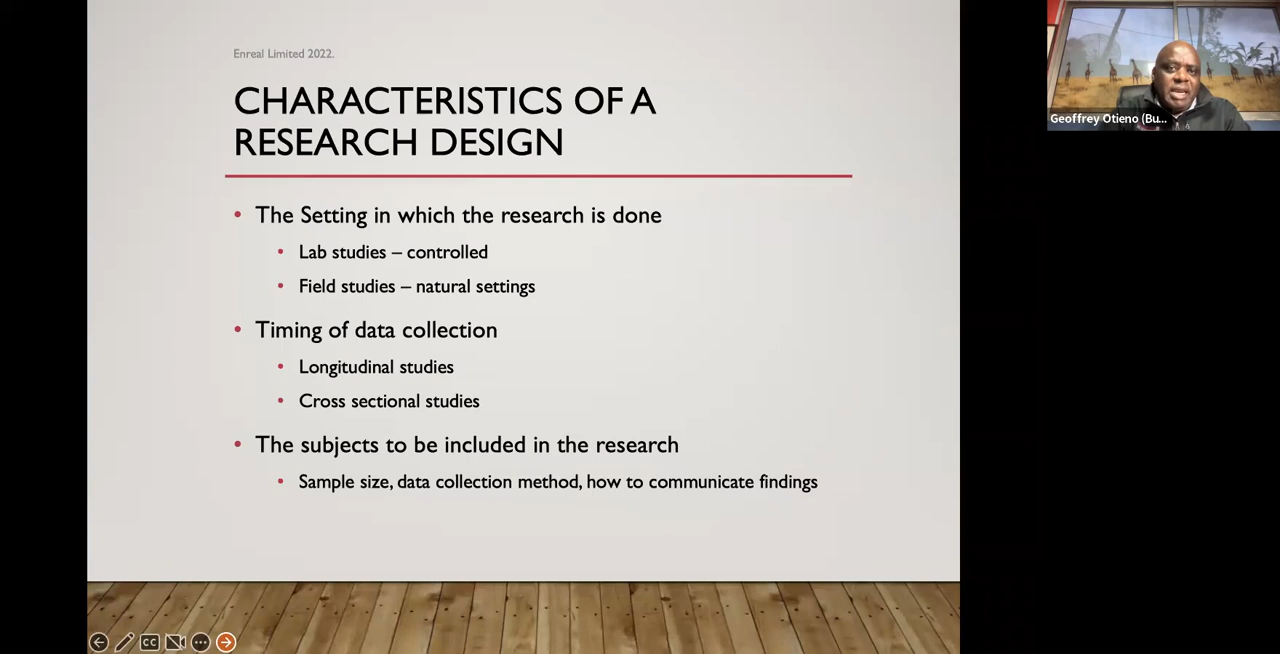 Enreal Limited 2022.
CHARACTERISTICS OF A
RESEARCH DESIGN
• The Setting in which the research is done
• Lab studies – controlled
• Field studies – natural settings
• Timing of data collection
• Longitudinal studies
• Cross sectional studies
• The subjects to be included in the research
• Sample size, data collection method, how to communicate findings
CC
Geoffrey Otieno (Bu...